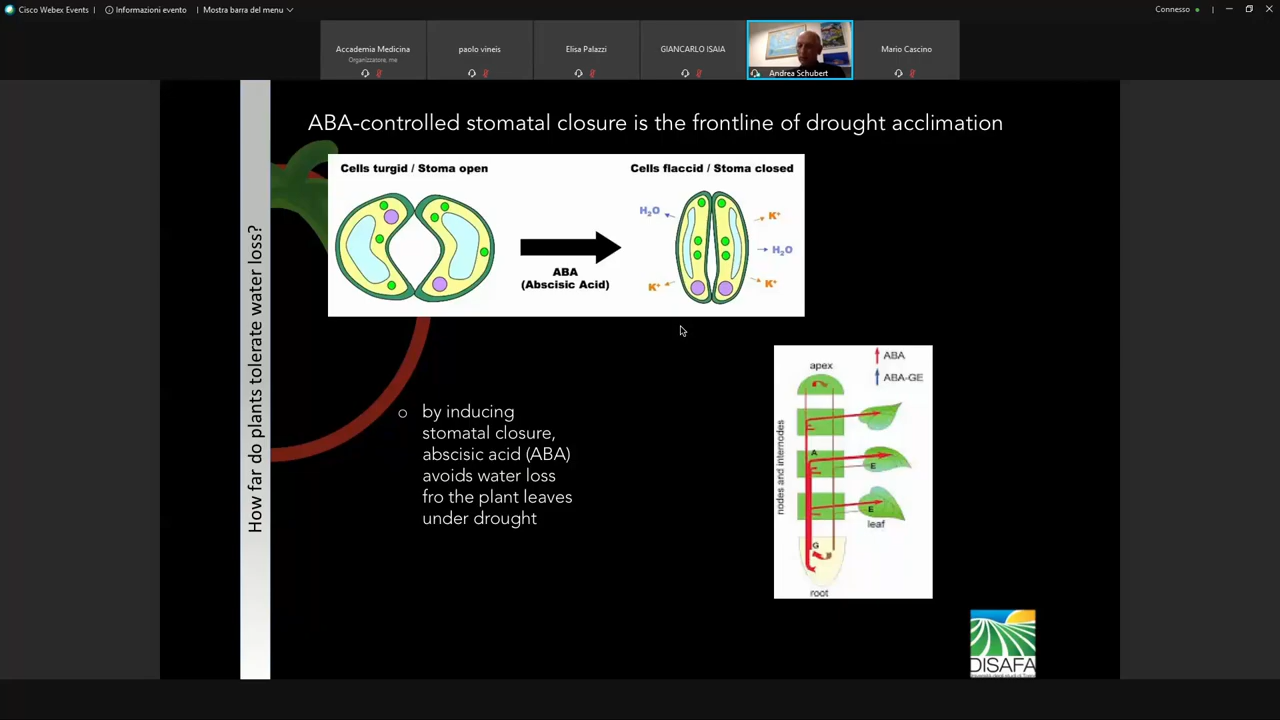 Cisco Webex Events
Informazioni evento
Mostra barra del menu
Connesso
Accademia Medicina
Organizzatore, me
paolo vineis
Elisa Palazzi
GIANCARLO ISAIA
Andrea Schubert
Mario Cascino
How far do plants tolerate water loss?
ABA-controlled stomatal closure is the frontline of drought acclimation
Cells turgid / Stoma open
Cells flaccid / Stoma closed
H₂O
K⁺
H₂O
K⁺
K⁺
ABA
(Abscisic Acid)
by inducing
stomatal closure,
abscisic acid (ABA)
avoids water loss
fro the plant leaves
under drought
ABA
ABA-GE
apex
nodes and internodes
A
E
E
leaf
G
root
DISAFA